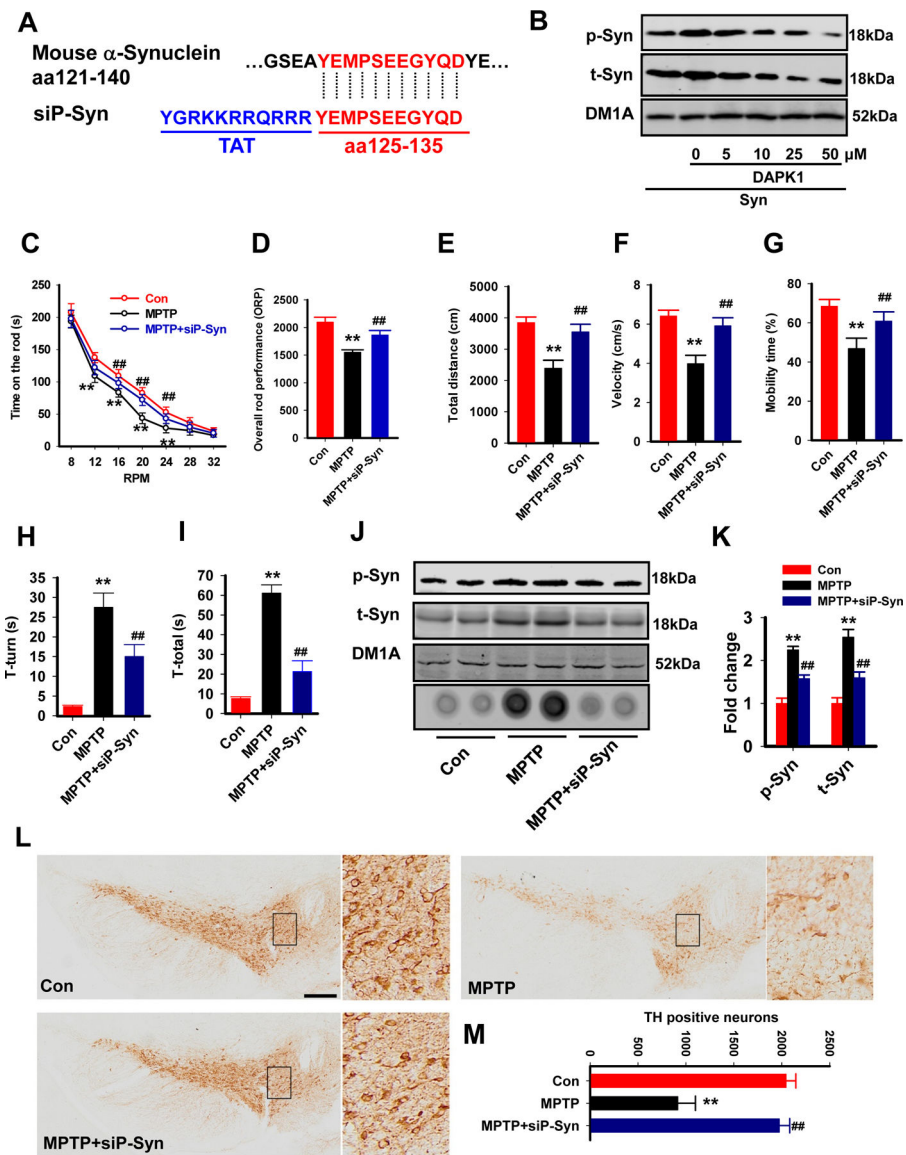 A
Mouse α-Synuclein
aa121-140
...GSEAYEMPSEEGYQDYE...
siP-Syn
YGRKKRRQRRRYEMPSEEGYQD
TAT
aa125-135
B
p-Syn
18kDa
t-Syn
18kDa
DM1A
52kDa
0 5 10 25 50 µM
DAPK1
Syn
C
Time on the rod (s)
200
150
100
50
0
Con
MPTP
MPTP+siP-Syn
##
##
##
**
**
**
**
8 12 16 20 24 28 32
RPM
D
Overall rod performance (ORP)
2500
2000
1500
1000
500
0
**
##
Con
MPTP
MPTP+siP-Syn
E
Total distance (cm)
5000
4000
3000
2000
1000
0
**
##
Con
MPTP
MPTP+siP-Syn
F
Velocity (cm/s)
8
6
4
2
0
**
##
Con
MPTP
MPTP+siP-Syn
G
Mobility time (%)
80
60
40
20
0
**
##
Con
MPTP
MPTP+siP-Syn
H
T-turn (s)
35
30
25
20
15
10
5
0
**
##
Con
MPTP
MPTP+siP-Syn
I
T-total (s)
70
60
50
40
30
20
10
0
**
##
Con
MPTP
MPTP+siP-Syn
J
p-Syn
18kDa
t-Syn
18kDa
DM1A
52kDa
Con
MPTP
MPTP+siP-Syn
K
Con
MPTP
MPTP+siP-Syn
Fold change
3
2
1
0
**
##
**
##
p-Syn
t-Syn
L
Con
MPTP
MPTP+siP-Syn
M
TH positive neurons
0 500 1000 1500 2000 2500
Con
MPTP
**
MPTP+siP-Syn
##